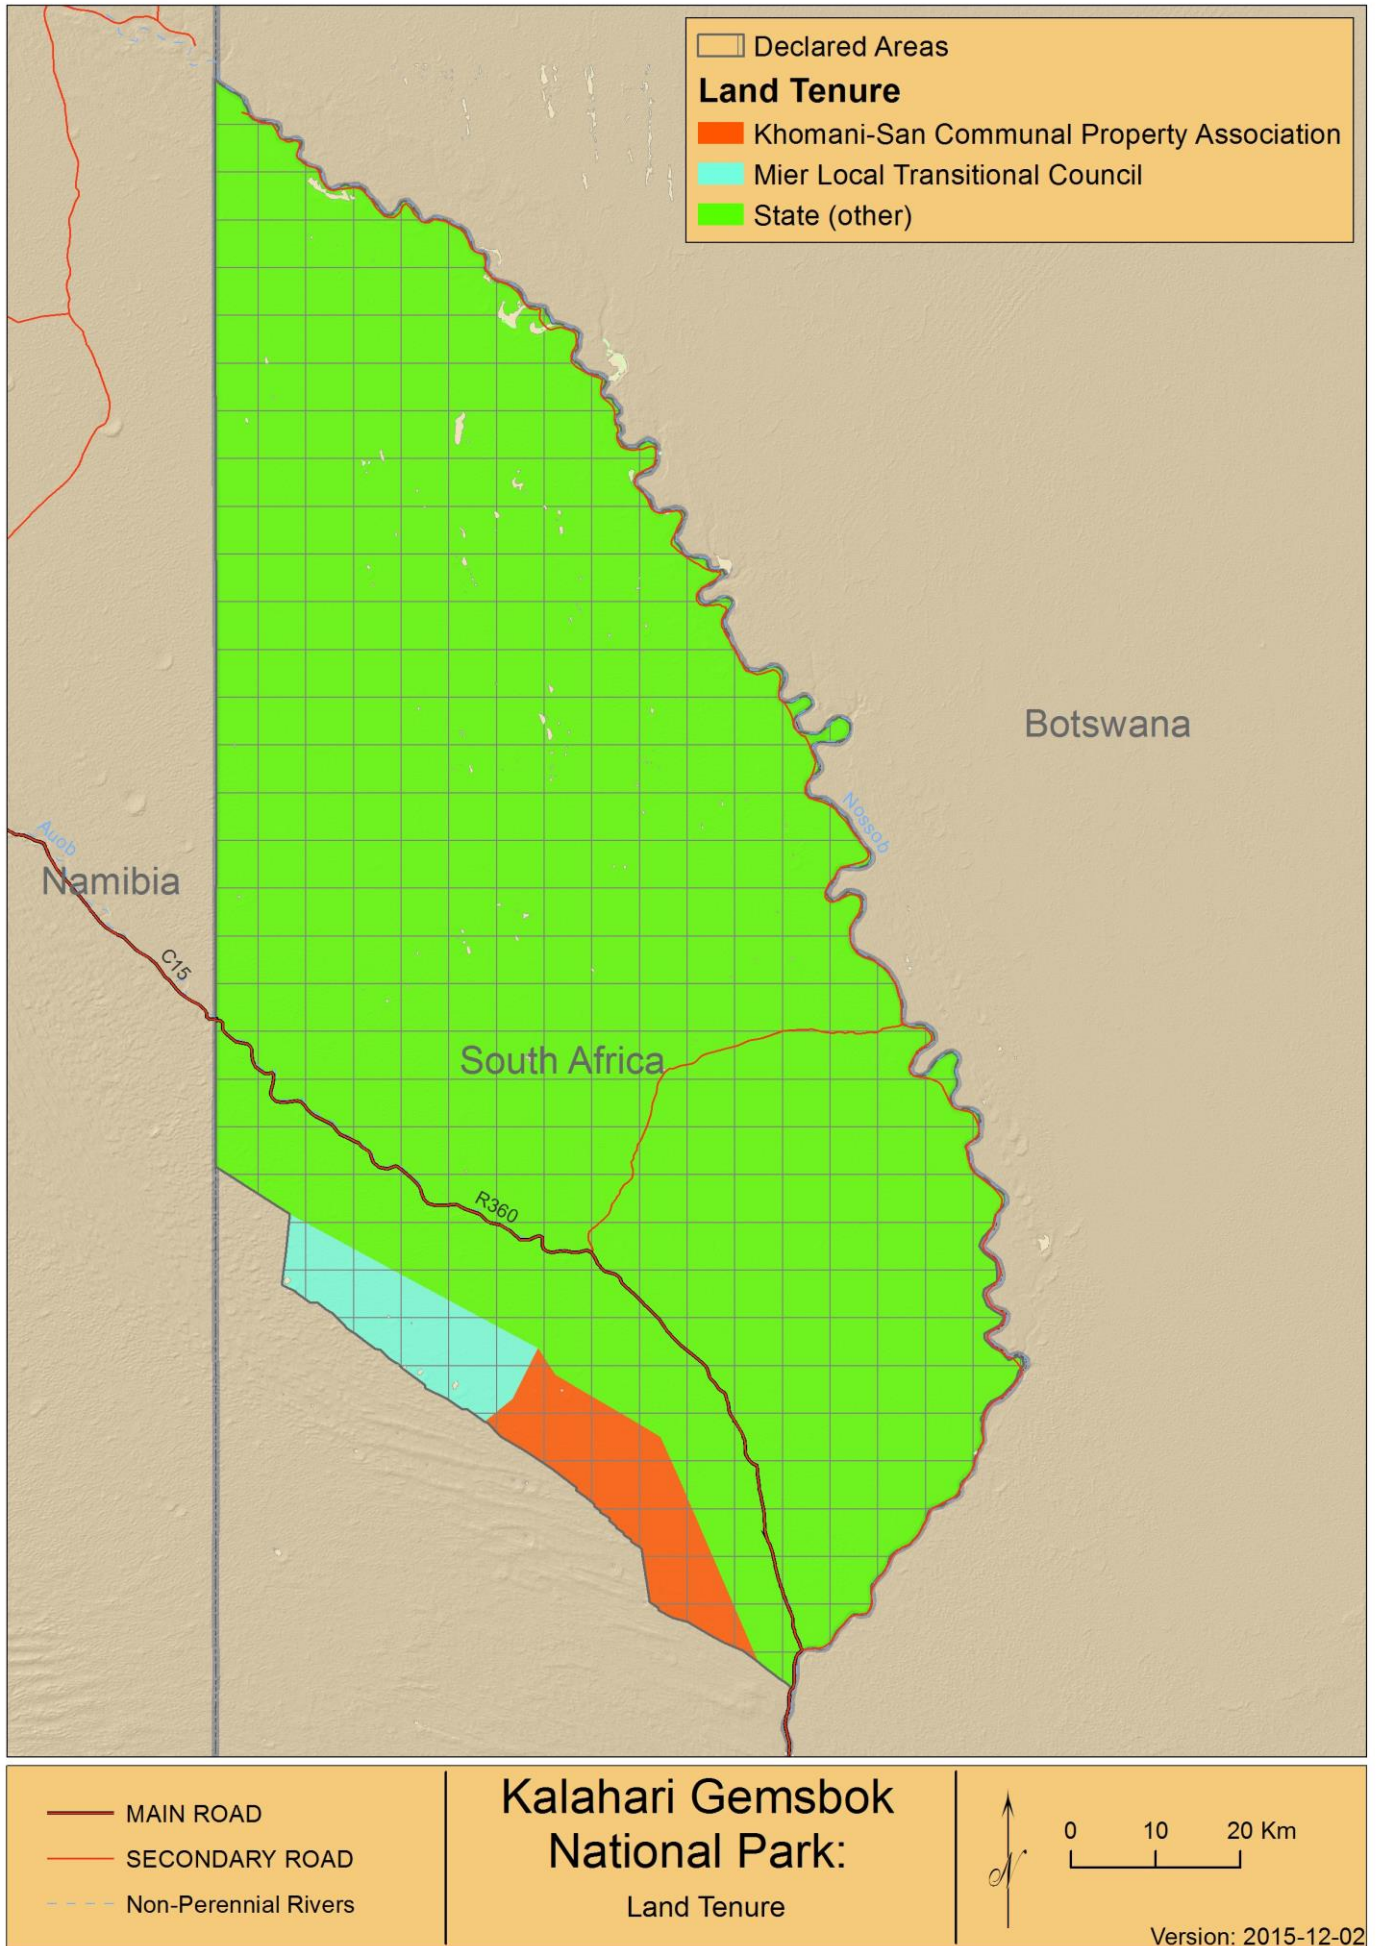 Declared Areas
Land Tenure
Khomani-San Communal Property Association
Mier Local Transitional Council
State (other)
Botswana
Nossob
Auob
Namibia
C15
South Africa
R360
MAIN ROAD
SECONDARY ROAD
Non-Perennial Rivers
Kalahari Gemsbok
National Park:
Land Tenure
N
0 10 20 Km
Version: 2015-12-02